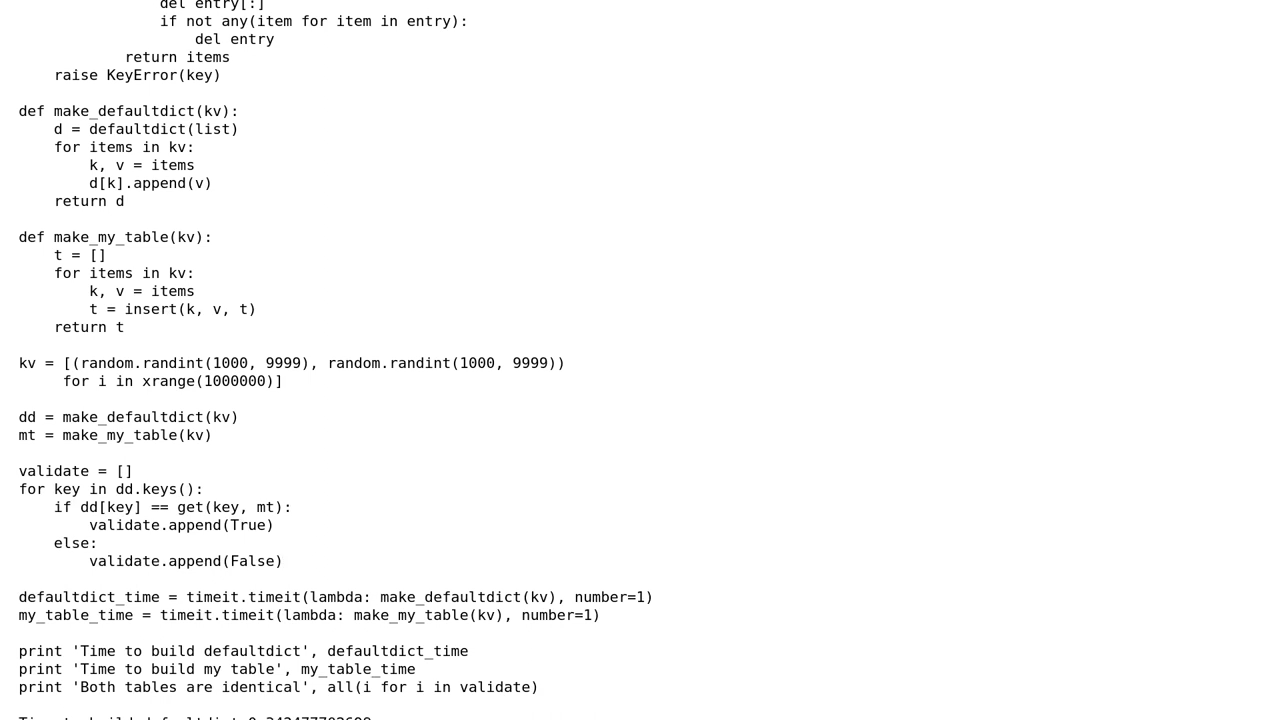 del entry[:]
if not any(item for item in entry):
del entry
return items
raise KeyError(key)
def make_defaultdict(kv):
d = defaultdict(list)
for items in kv:
k, v = items
d[k].append(v)
return d
def make_my_table(kv):
t = []
for items in kv:
k, v = items
t = insert(k, v, t)
return t
kv = [(random.randint(1000, 9999), random.randint(1000, 9999))
for i in xrange(1000000)]
dd = make_defaultdict(kv)
mt = make_my_table(kv)
validate = []
for key in dd.keys():
if dd[key] == get(key, mt):
validate.append(True)
else:
validate.append(False)
defaultdict_time = timeit.timeit(lambda: make_defaultdict(kv), number=1)
my_table_time = timeit.timeit(lambda: make_my_table(kv), number=1)
print 'Time to build defaultdict', defaultdict_time
print 'Time to build my table', my_table_time
print 'Both tables are identical', all(i for i in validate)
Time to build defaultdict